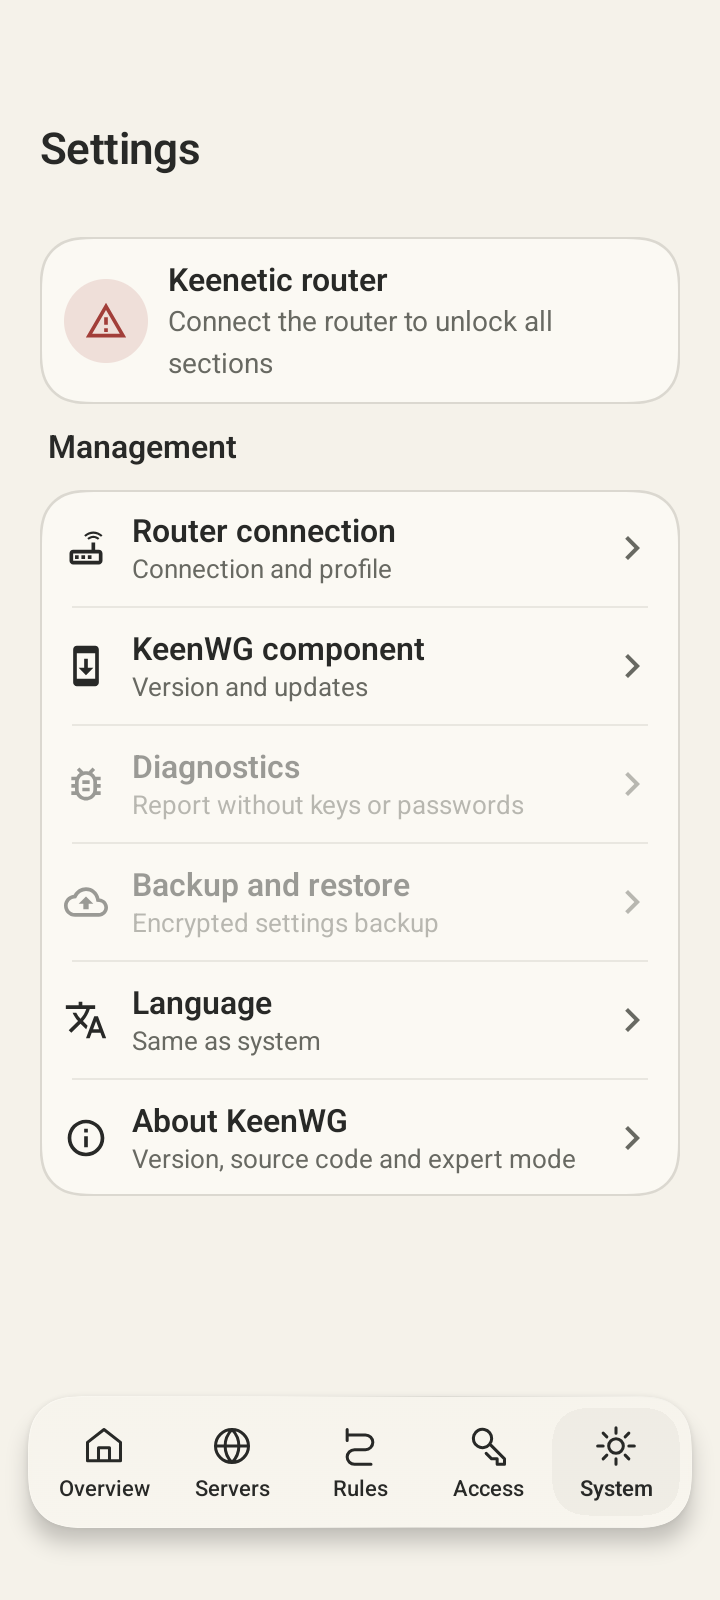 Settings
Keenetic router
Connect the router to unlock all
sections
Management
Router connection
Connection and profile
KeenWG component
Version and updates
Diagnostics
Report without keys or passwords
Backup and restore
Encrypted settings backup
Language
Same as system
About KeenWG
Version, source code and expert mode
Overview
Servers
Rules
Access
System